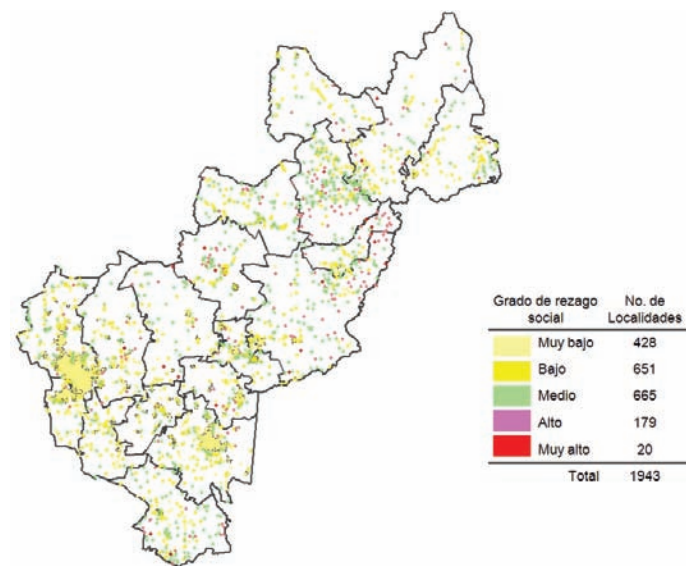 Grado de rezago social No. de Localidades
Muy bajo 428
Bajo 651
Medio 665
Alto 179
Muy alto 20
Total 1943